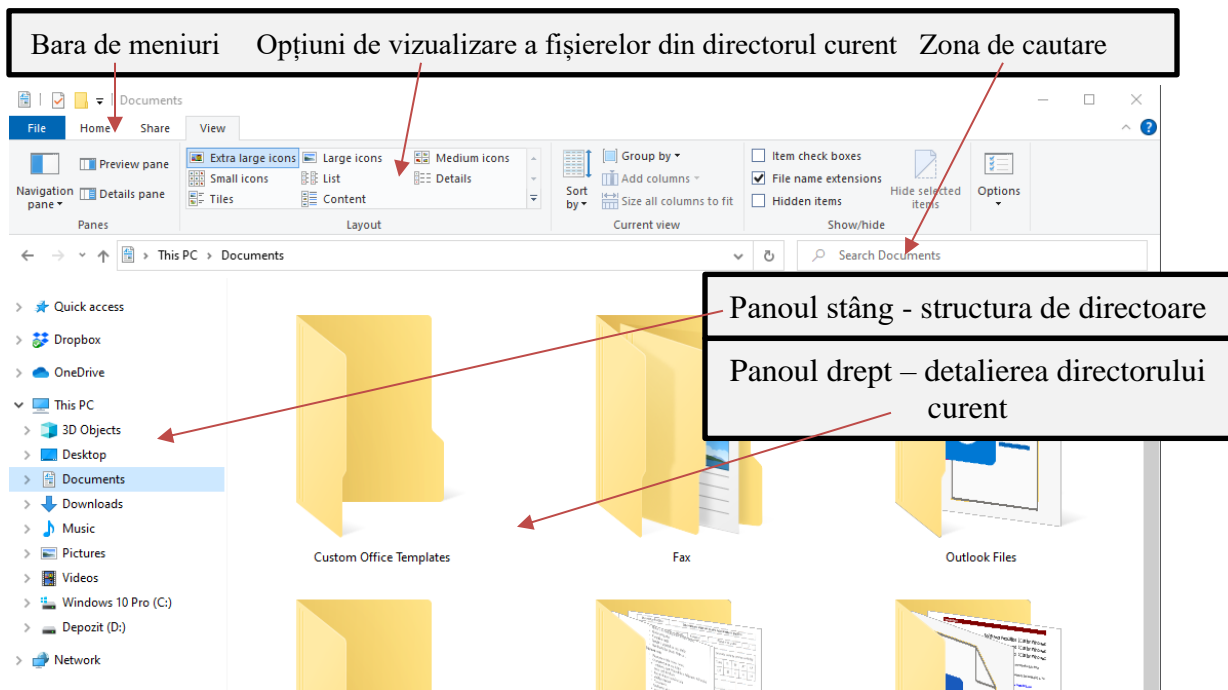 Bara de meniuri Opțiuni de vizualizare a fișierelor din directorul curent Zona de cautare
Documents
File Home Share View
Preview pane Extra large icons Large icons Medium icons Group by Item check boxes
Small icons List Details Add columns File name extensions
Navigation pane Details pane Tiles Content Sort by Size all columns to fit Hidden items Hide selected items Options
Panes Layout Current view Show/hide
This PC > Documents Search Documents
Quick access
Panoul stâng - structura de directoare
Dropbox
OneDrive
Panoul drept – detalierea directorului
curent
This PC
3D Objects
Desktop
Documents
Downloads
Music
Pictures
Custom Office Templates Fax Outlook Files
Videos
Windows 10 Pro (C:)
Depozit (D:)
Network